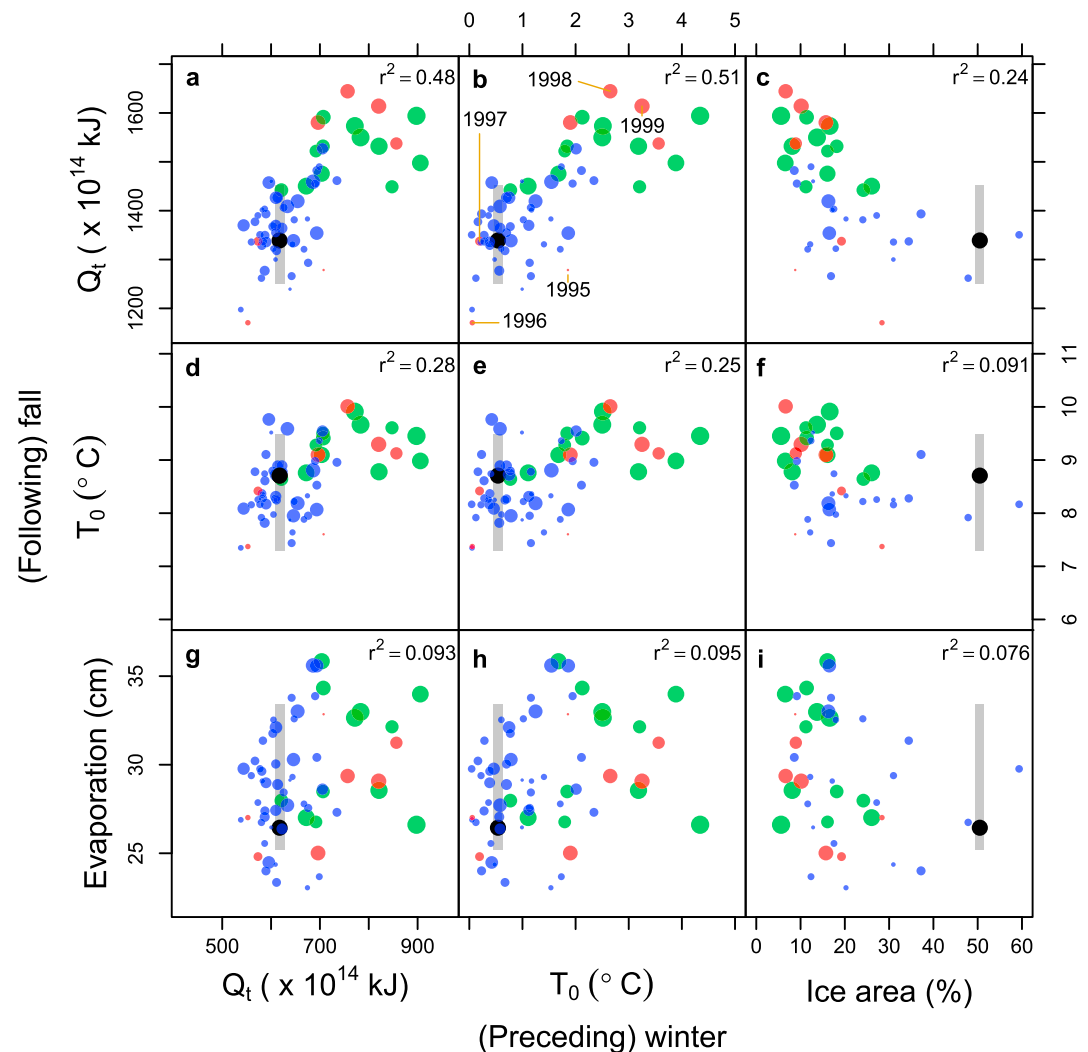 0 1 2 3 4 5
a r² = 0.48 b r² = 0.51 c r² = 0.24
1998
1999
1997
1995
1996
Qt ( x 10¹⁴ kJ)
1200 1400 1600
d r² = 0.28 e r² = 0.25 f r² = 0.091
(Following) fall
T₀ (° C)
6 7 8 9 10 11
g r² = 0.093 h r² = 0.095 i r² = 0.076
Evaporation (cm)
25 30 35
500 700 900 0 10 20 30 40 50 60
Qt ( x 10¹⁴ kJ) T₀ (° C) Ice area (%)
(Preceding) winter